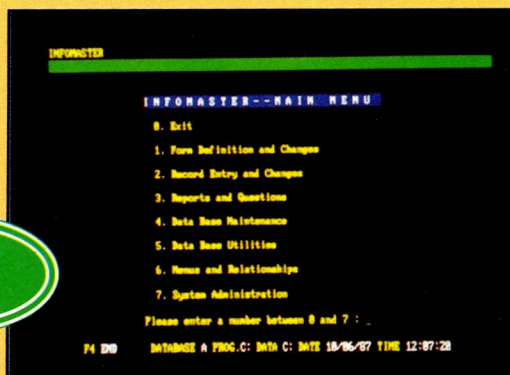 INFOMASTER
INFOMASTER--MAIN MENU
0. Exit
1. Form Definition and Changes
2. Record Entry and Changes
3. Reports and Questions
4. Data Base Maintenance
5. Data Base Utilities
6. Menus and Relationships
7. System Administration
Please enter a number between 0 and 7 : _
F4 END DATABASE A PROG.C: DATA C: DATE 10/06/87 TIME 12:07:28